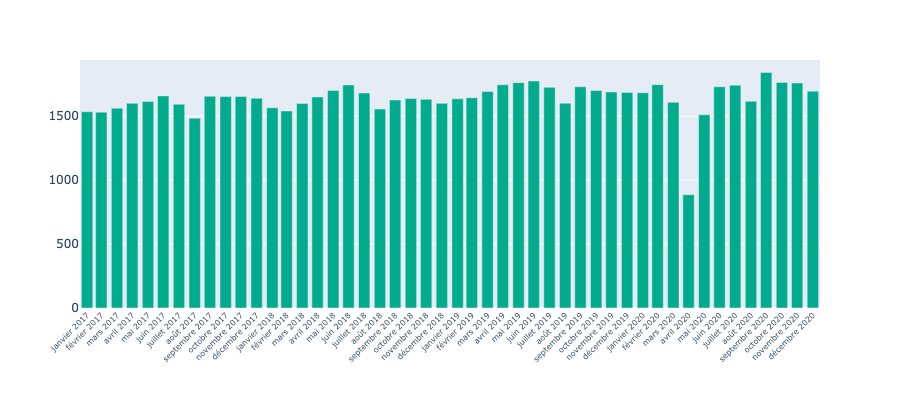 1500
1000
500
0
janvier 2017
février 2017
mars 2017
avril 2017
mai 2017
juin 2017
juillet 2017
août 2017
septembre 2017
octobre 2017
novembre 2017
décembre 2017
janvier 2018
février 2018
mars 2018
avril 2018
mai 2018
juin 2018
juillet 2018
août 2018
septembre 2018
octobre 2018
novembre 2018
décembre 2018
janvier 2019
février 2019
mars 2019
avril 2019
mai 2019
juin 2019
juillet 2019
août 2019
septembre 2019
octobre 2019
novembre 2019
décembre 2019
janvier 2020
février 2020
mars 2020
avril 2020
mai 2020
juin 2020
juillet 2020
août 2020
septembre 2020
octobre 2020
novembre 2020
décembre 2020